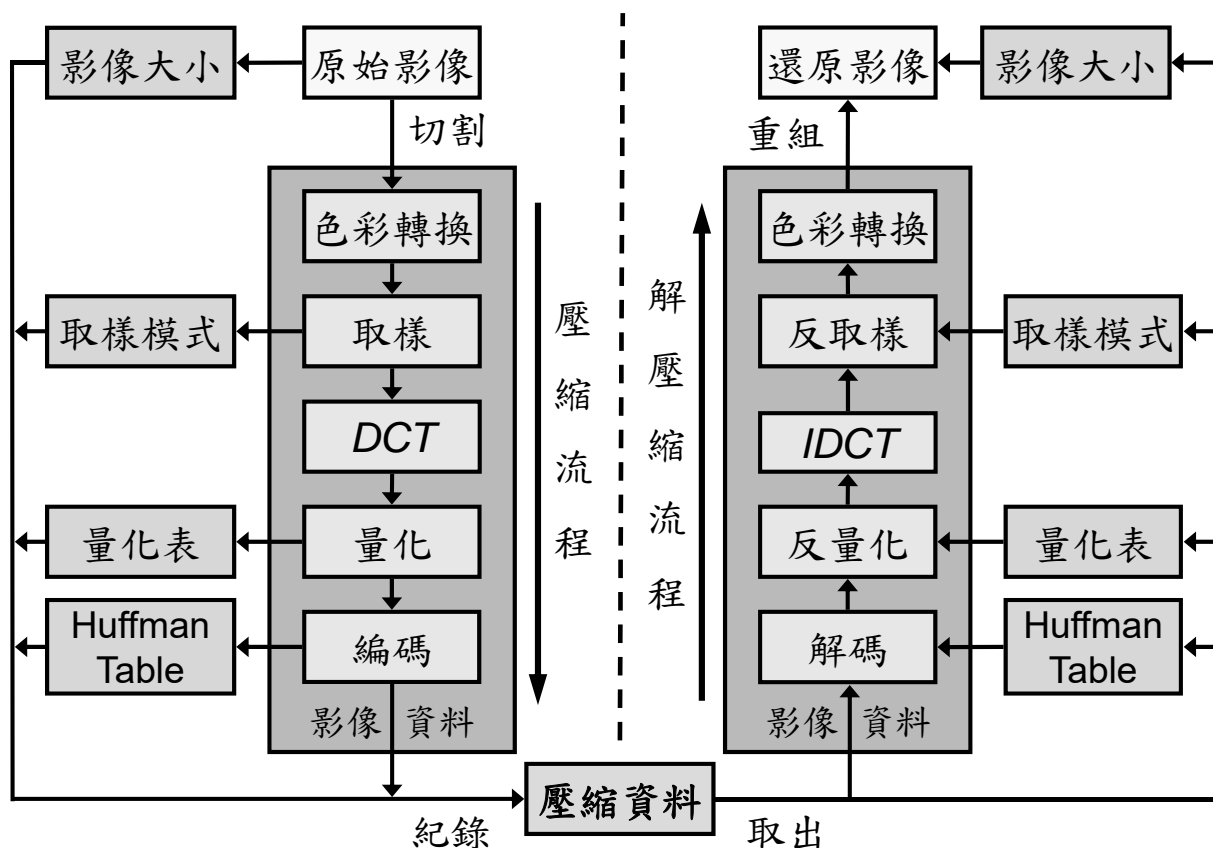 影像大小
原始影像
切割
色彩轉換
取樣
取樣模式
DCT
量化
量化表
編碼
Huffman
Table
影像資料
壓縮流程
紀錄
壓縮資料
取出
解壓縮流程
還原影像
影像大小
重組
色彩轉換
反取樣
取樣模式
IDCT
反量化
量化表
解碼
Huffman
Table
影像資料